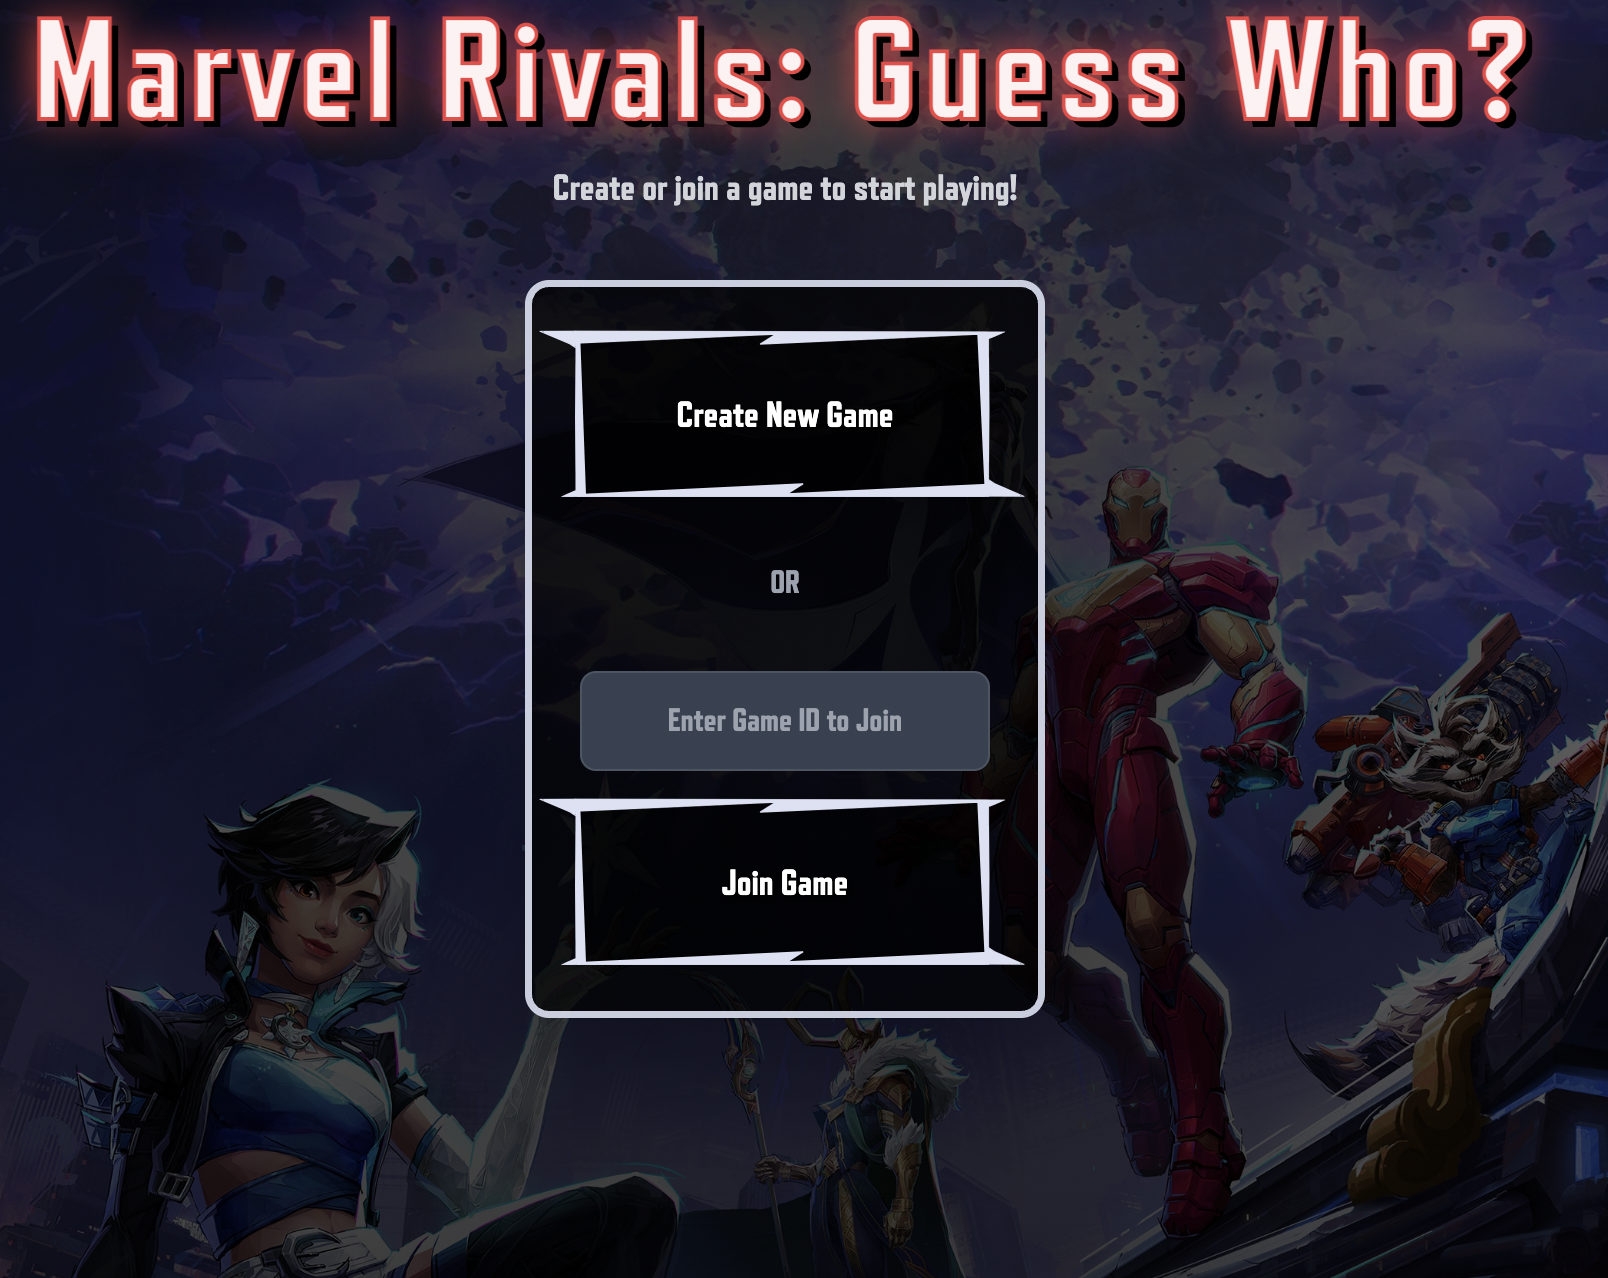 Marvel Rivals: Guess Who?
Create or join a game to start playing!
Create New Game
OR
Enter Game ID to Join
Join Game